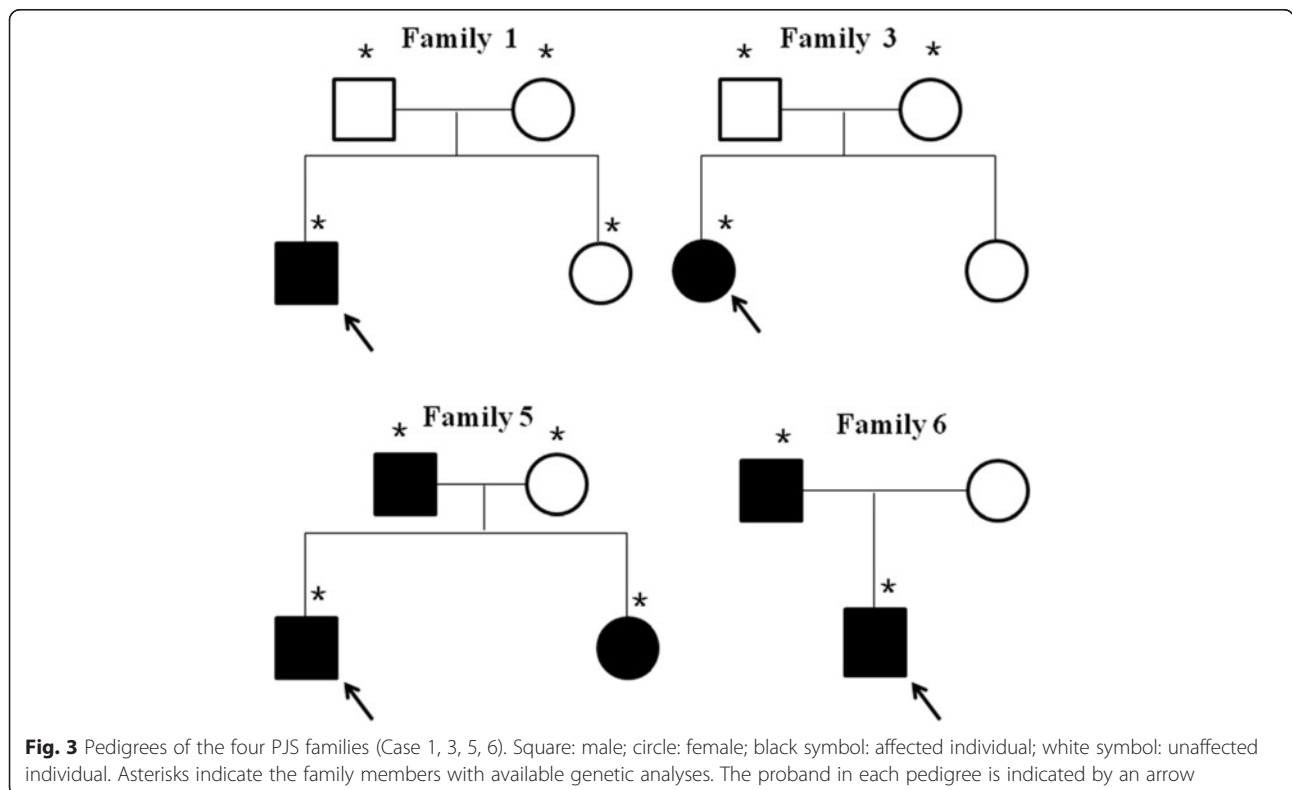 * Family 1 *
* Family 3 *
* *
*
* Family 5 *
* Family 6
* *
*
Fig. 3 Pedigrees of the four PJS families (Case 1, 3, 5, 6). Square: male; circle: female; black symbol: affected individual; white symbol: unaffected
individual. Asterisks indicate the family members with available genetic analyses. The proband in each pedigree is indicated by an arrow